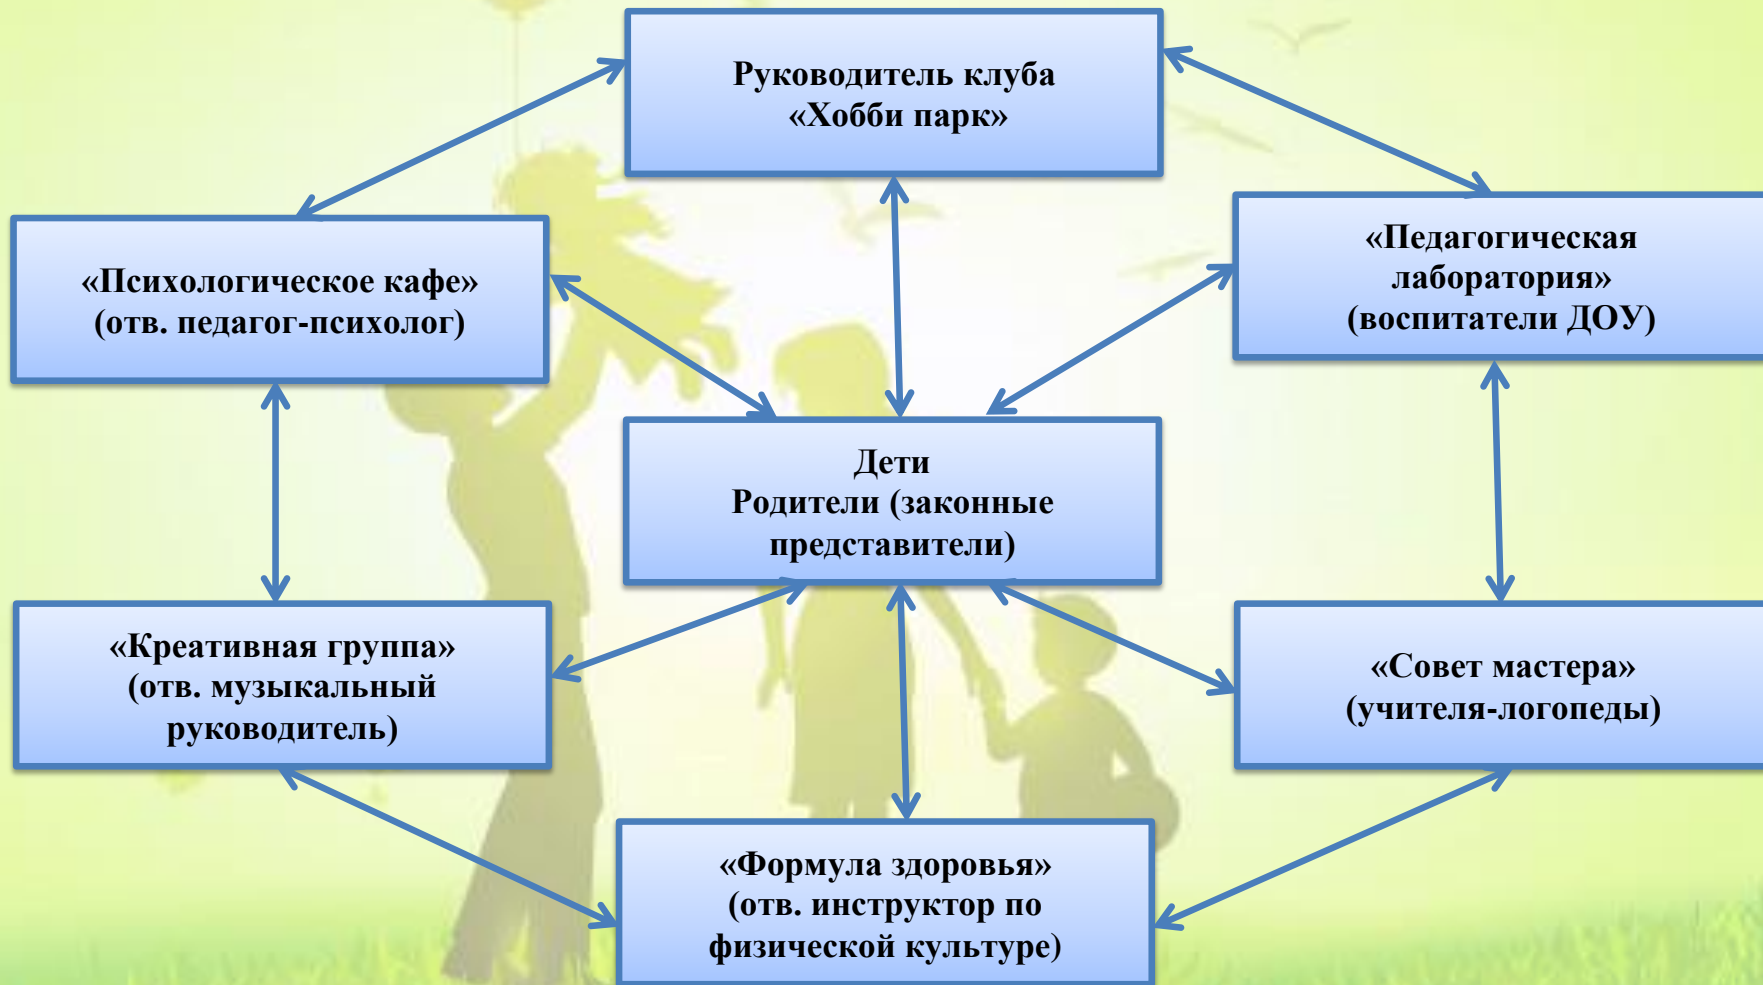 Руководитель клуба
«Хобби парк»
«Психологическое кафе»
(отв. педагог-психолог)
«Педагогическая
лаборатория»
(воспитатели ДОУ)
Дети
Родители (законные
представители)
«Креативная группа»
(отв. музыкальный
руководитель)
«Совет мастера»
(учителя-логопеды)
«Формула здоровья»
(отв. инструктор по
физической культуре)